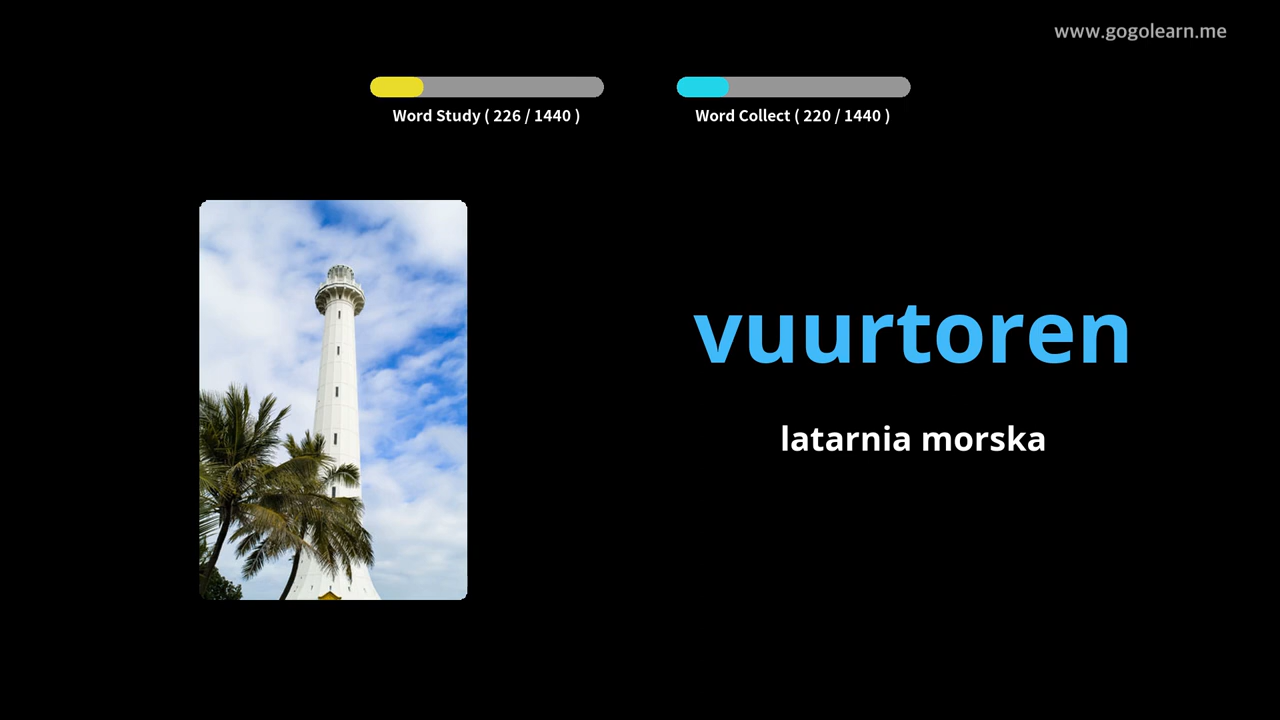 www.gogolearn.me
Word Study ( 226 / 1440 )
Word Collect ( 220 / 1440 )
vuurtoren
latarnia morska